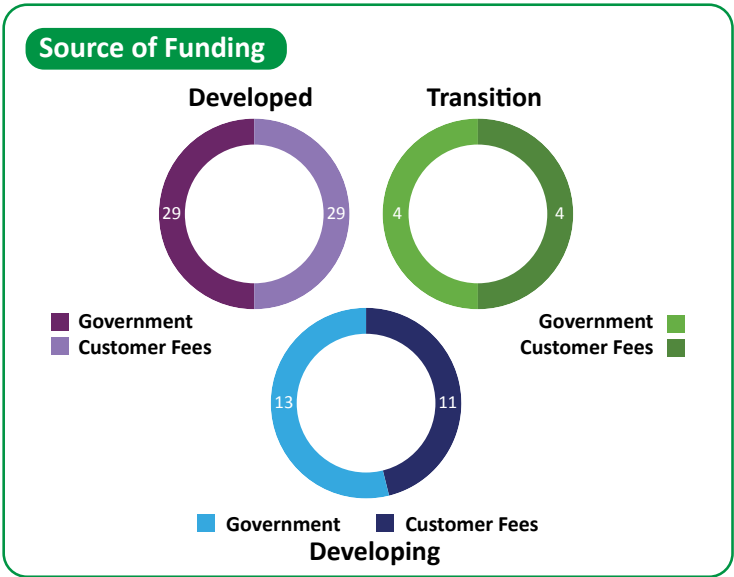 Source of Funding
Developed
Transition
29
29
4
4
Government
Customer Fees
Government
Customer Fees
13
11
Government
Customer Fees
Developing